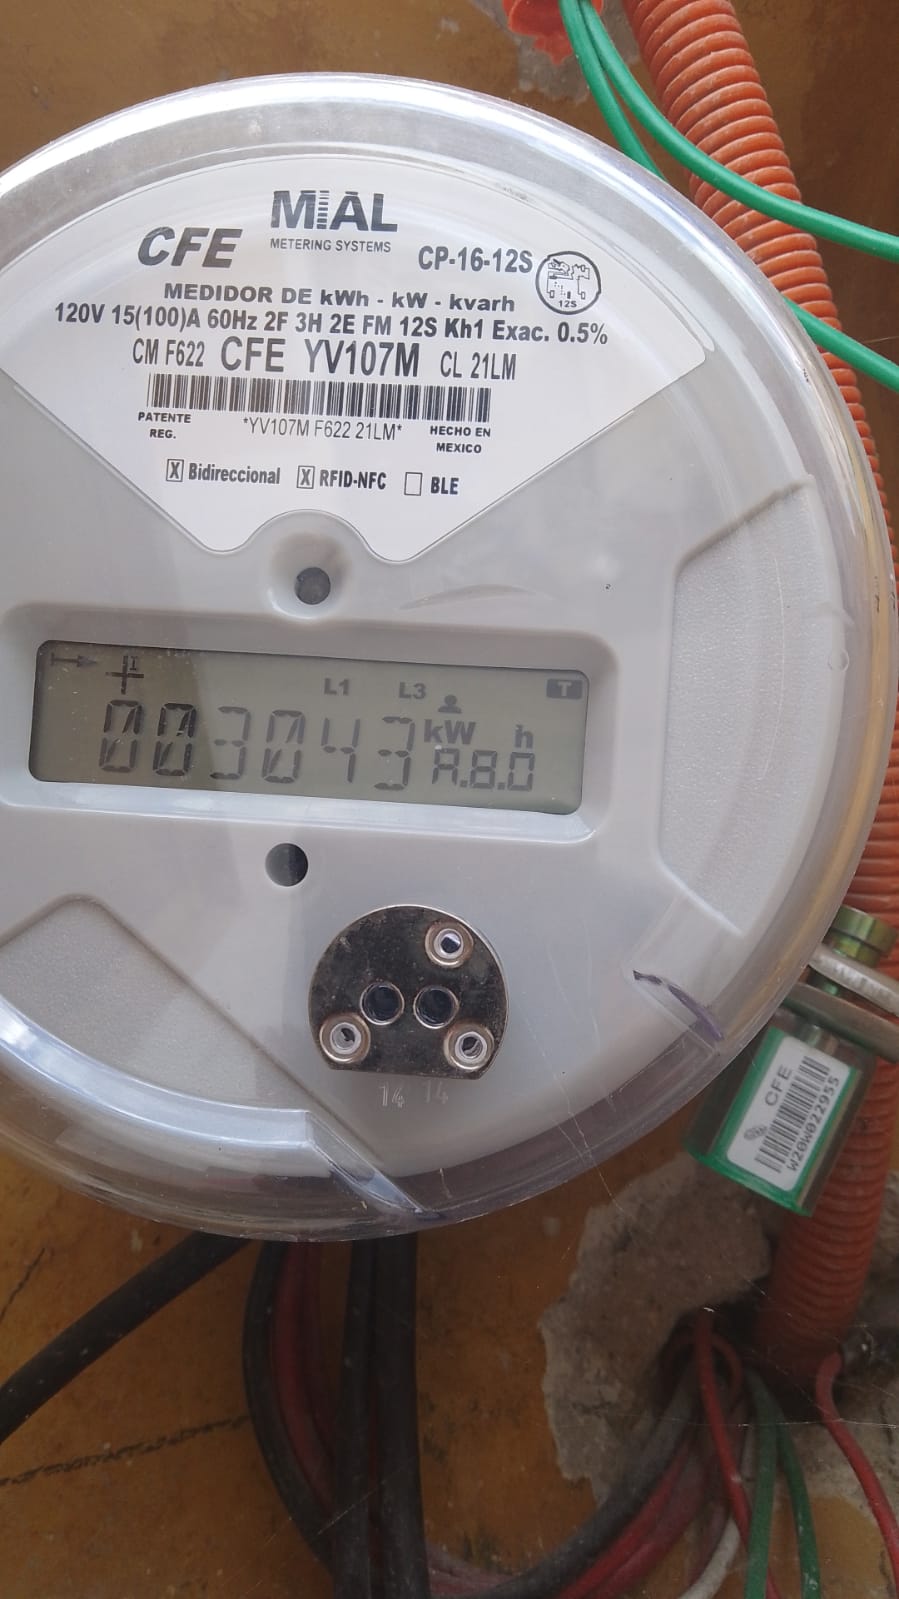 MIAL
METERING SYSTEMS
CFE
CP-16-12S
12S
MEDIDOR DE kWh - kW - kvarh
120V 15(100)A 60Hz 2F 3H 2E FM 12S Kh1 Exac. 0.5%
CM F622 CFE YV107M CL 21LM
PATENTE REG.
*YV107M F622 21LM*
HECHO EN MEXICO
X Bidireccional X RFID-NFC BLE
L1 L3 T
003043 kW h
A.8.0
14 14
CFE
W20W022955